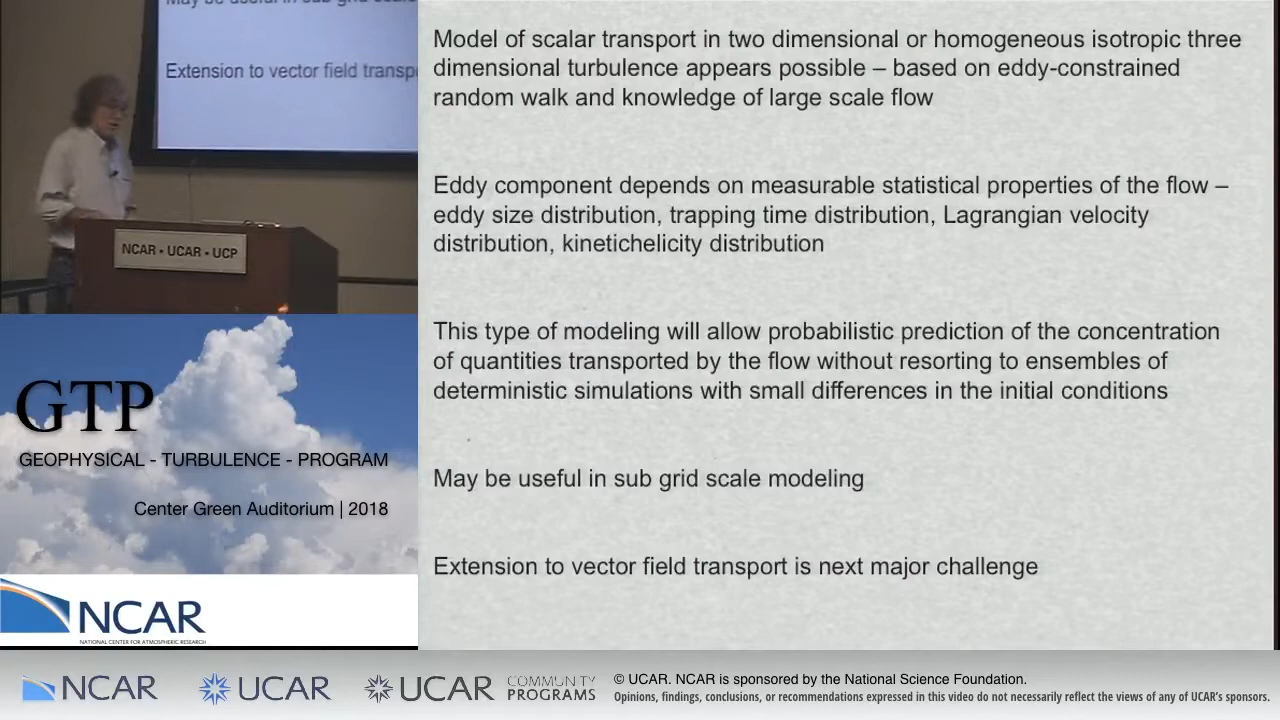 May be useful in sub grid scale
Extension to vector field transp
NCAR • UCAR • UCP
GTP
GEOPHYSICAL - TURBULENCE - PROGRAM
Center Green Auditorium | 2018
NCAR
NATIONAL CENTER FOR ATMOSPHERIC RESEARCH
Model of scalar transport in two dimensional or homogeneous isotropic three
dimensional turbulence appears possible – based on eddy-constrained
random walk and knowledge of large scale flow
Eddy component depends on measurable statistical properties of the flow –
eddy size distribution, trapping time distribution, Lagrangian velocity
distribution, kinetichelicity distribution
This type of modeling will allow probabilistic prediction of the concentration
of quantities transported by the flow without resorting to ensembles of
deterministic simulations with small differences in the initial conditions
May be useful in sub grid scale modeling
Extension to vector field transport is next major challenge
NCAR
UCAR
UCAR
COMMUNITY
PROGRAMS
© UCAR. NCAR is sponsored by the National Science Foundation.
Opinions, findings, conclusions, or recommendations expressed in this video do not necessarily reflect the views of any of UCAR's sponsors.